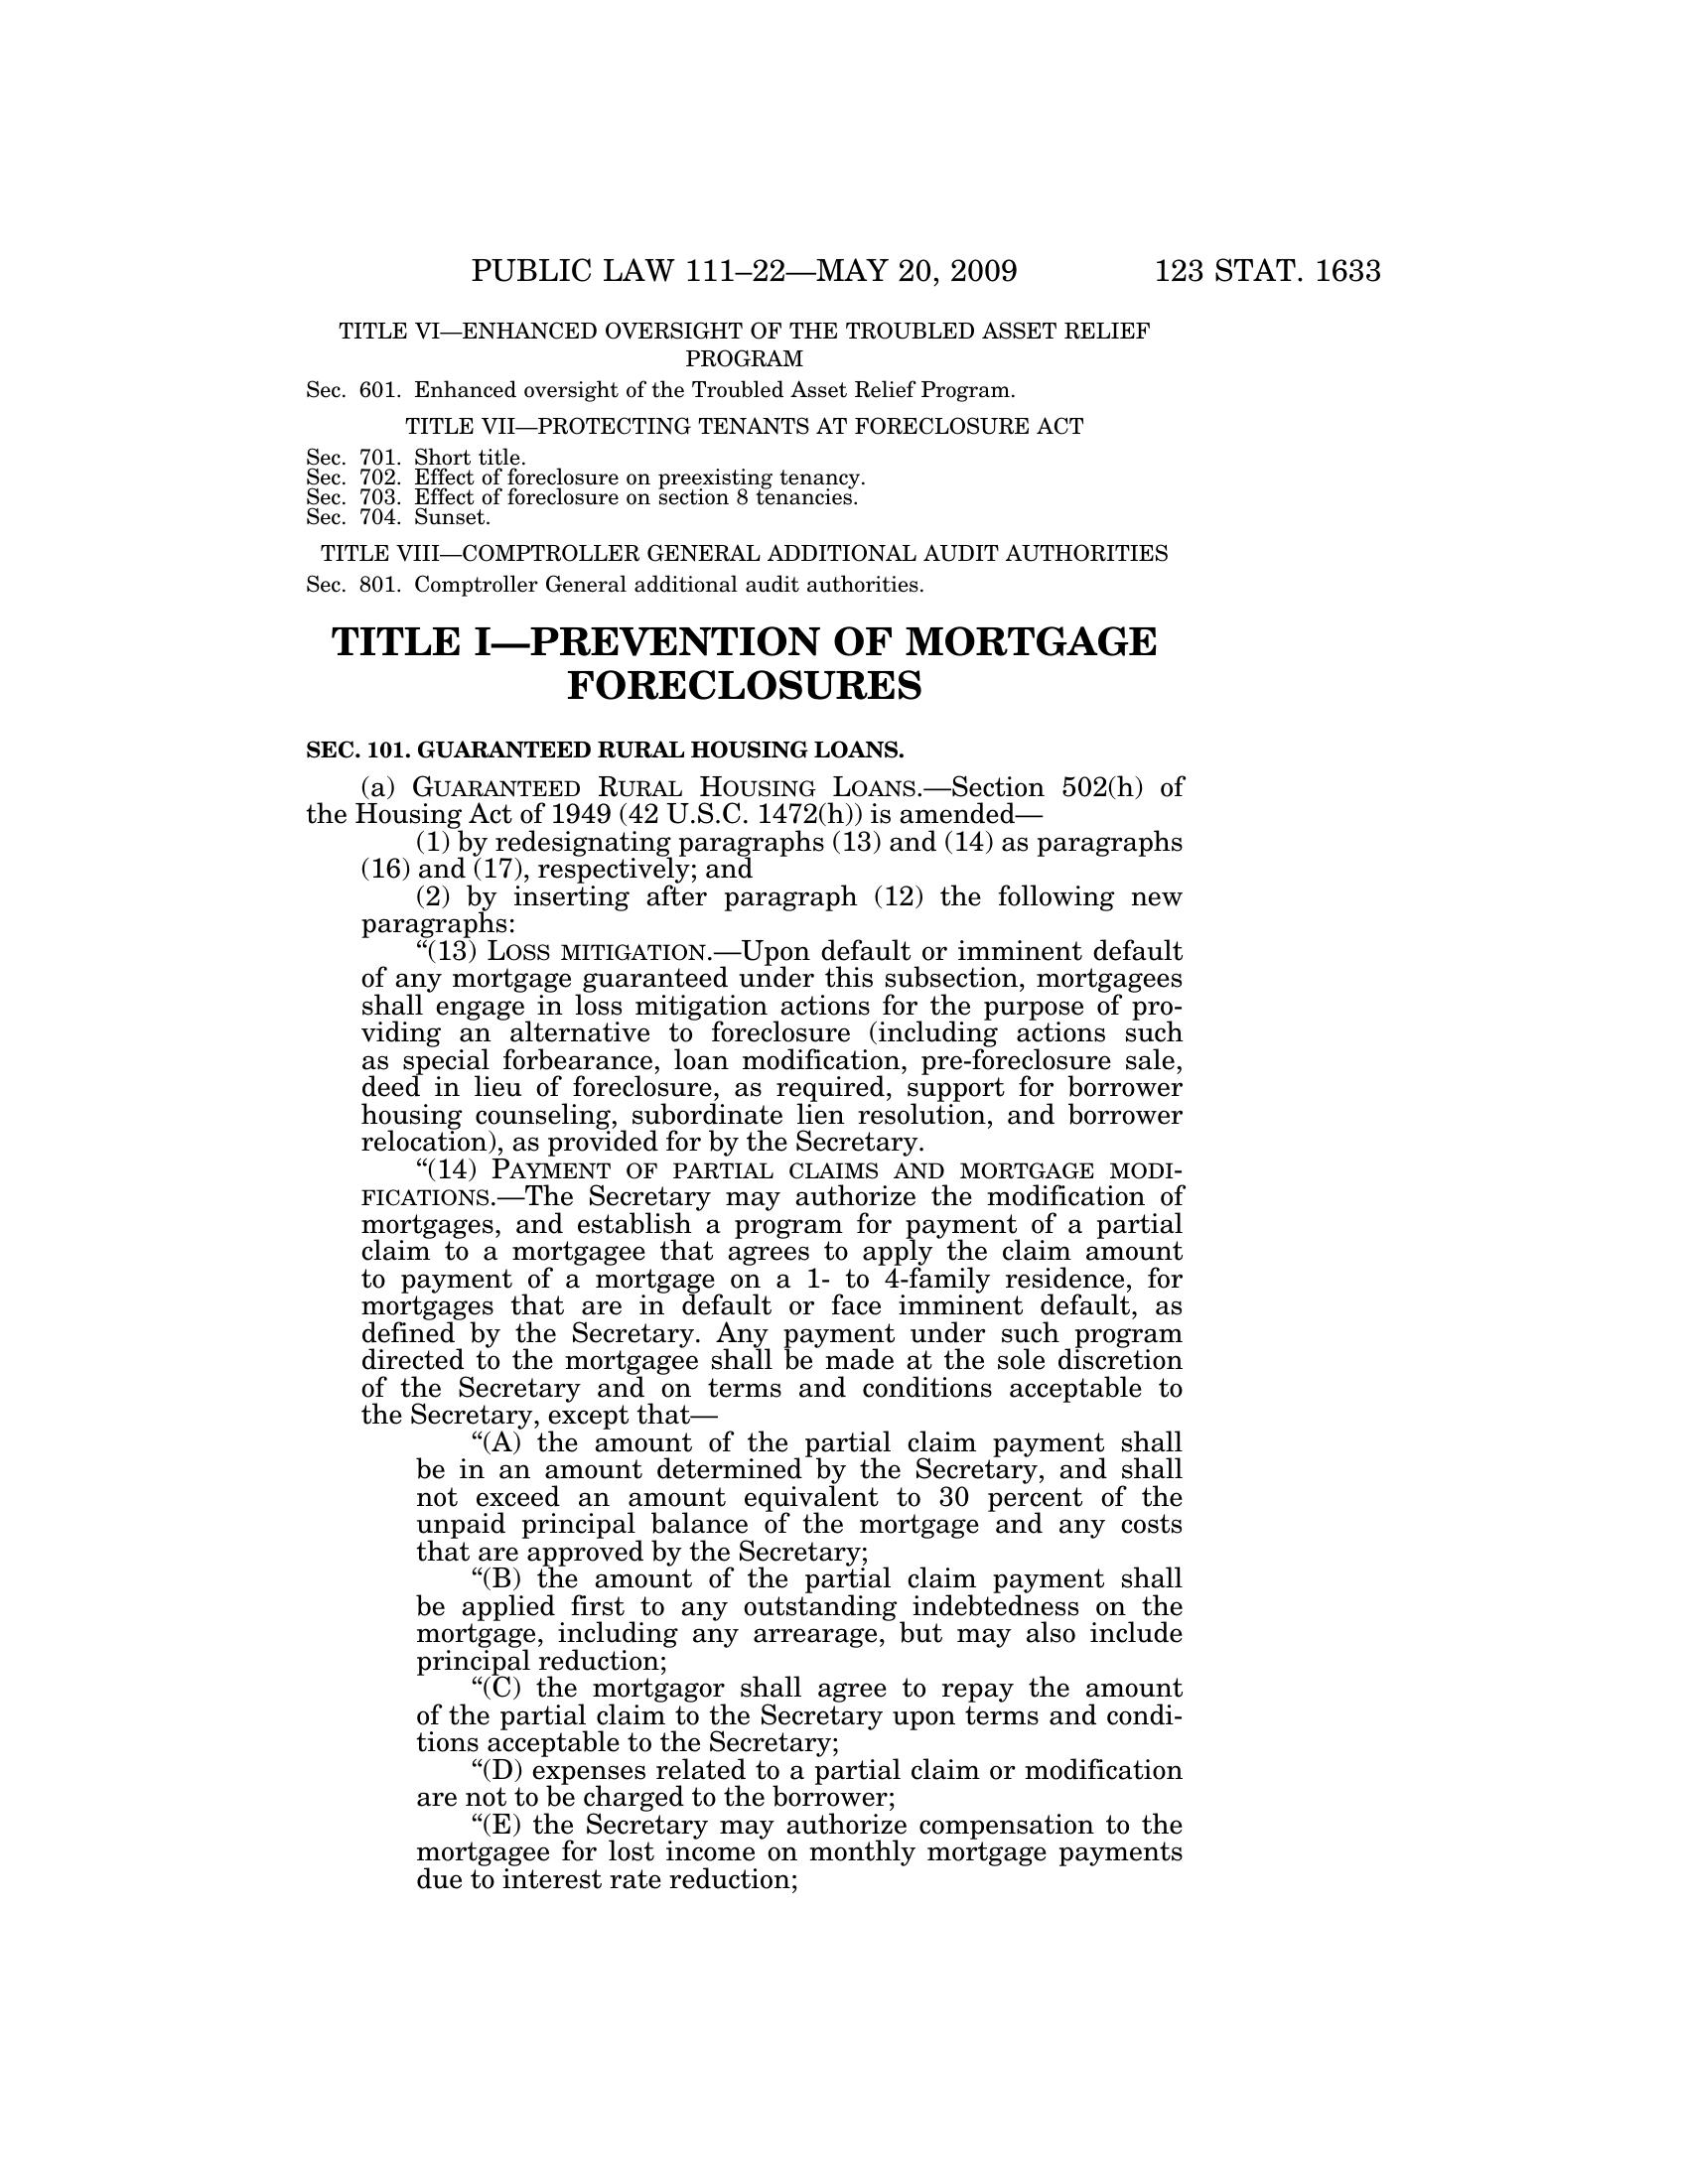 PUBLIC LAW 111–22—MAY 20, 2009 123 STAT. 1633
TITLE VI—ENHANCED OVERSIGHT OF THE TROUBLED ASSET RELIEF
PROGRAM
Sec. 601. Enhanced oversight of the Troubled Asset Relief Program.
TITLE VII—PROTECTING TENANTS AT FORECLOSURE ACT
Sec. 701. Short title.
Sec. 702. Effect of foreclosure on preexisting tenancy.
Sec. 703. Effect of foreclosure on section 8 tenancies.
Sec. 704. Sunset.
TITLE VIII—COMPTROLLER GENERAL ADDITIONAL AUDIT AUTHORITIES
Sec. 801. Comptroller General additional audit authorities.
TITLE I—PREVENTION OF MORTGAGE
FORECLOSURES
SEC. 101. GUARANTEED RURAL HOUSING LOANS.
(a) GUARANTEED RURAL HOUSING LOANS.—Section 502(h) of
the Housing Act of 1949 (42 U.S.C. 1472(h)) is amended—
(1) by redesignating paragraphs (13) and (14) as paragraphs
(16) and (17), respectively; and
(2) by inserting after paragraph (12) the following new
paragraphs:
“(13) LOSS MITIGATION.—Upon default or imminent default
of any mortgage guaranteed under this subsection, mortgagees
shall engage in loss mitigation actions for the purpose of pro-
viding an alternative to foreclosure (including actions such
as special forbearance, loan modification, pre-foreclosure sale,
deed in lieu of foreclosure, as required, support for borrower
housing counseling, subordinate lien resolution, and borrower
relocation), as provided for by the Secretary.
“(14) PAYMENT OF PARTIAL CLAIMS AND MORTGAGE MODI-
FICATIONS.—The Secretary may authorize the modification of
mortgages, and establish a program for payment of a partial
claim to a mortgagee that agrees to apply the claim amount
to payment of a mortgage on a 1- to 4-family residence, for
mortgages that are in default or face imminent default, as
defined by the Secretary. Any payment under such program
directed to the mortgagee shall be made at the sole discretion
of the Secretary and on terms and conditions acceptable to
the Secretary, except that—
“(A) the amount of the partial claim payment shall
be in an amount determined by the Secretary, and shall
not exceed an amount equivalent to 30 percent of the
unpaid principal balance of the mortgage and any costs
that are approved by the Secretary;
“(B) the amount of the partial claim payment shall
be applied first to any outstanding indebtedness on the
mortgage, including any arrearage, but may also include
principal reduction;
“(C) the mortgagor shall agree to repay the amount
of the partial claim to the Secretary upon terms and condi-
tions acceptable to the Secretary;
“(D) expenses related to a partial claim or modification
are not to be charged to the borrower;
“(E) the Secretary may authorize compensation to the
mortgagee for lost income on monthly mortgage payments
due to interest rate reduction;